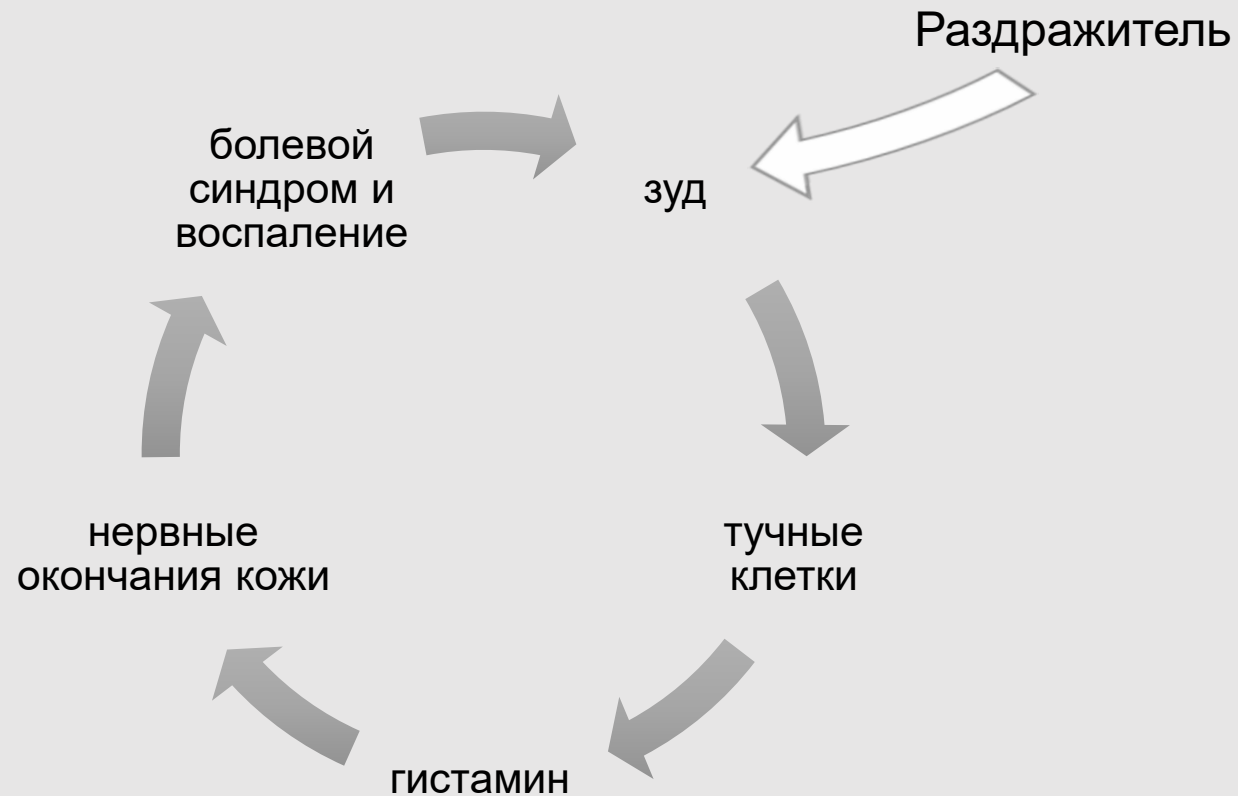 Раздражитель
болевой
синдром и
воспаление
зуд
нервные
окончания кожи
тучные
клетки
гистамин